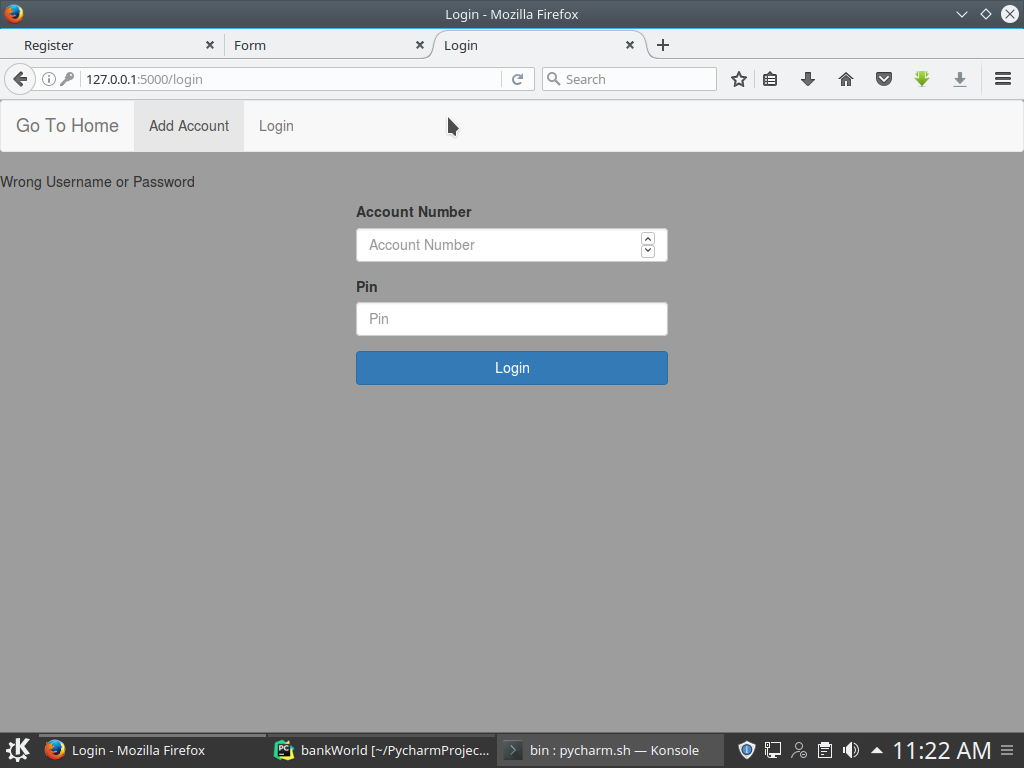 Login - Mozilla Firefox
Register
Form
Login
127.0.0.1:5000/login
Search
Go To Home
Add Account
Login
Wrong Username or Password
Account Number
Account Number
Pin
Pin
Login
Login - Mozilla Firefox
bankWorld [~/PycharmProjec...
bin : pycharm.sh — Konsole
11:22 AM